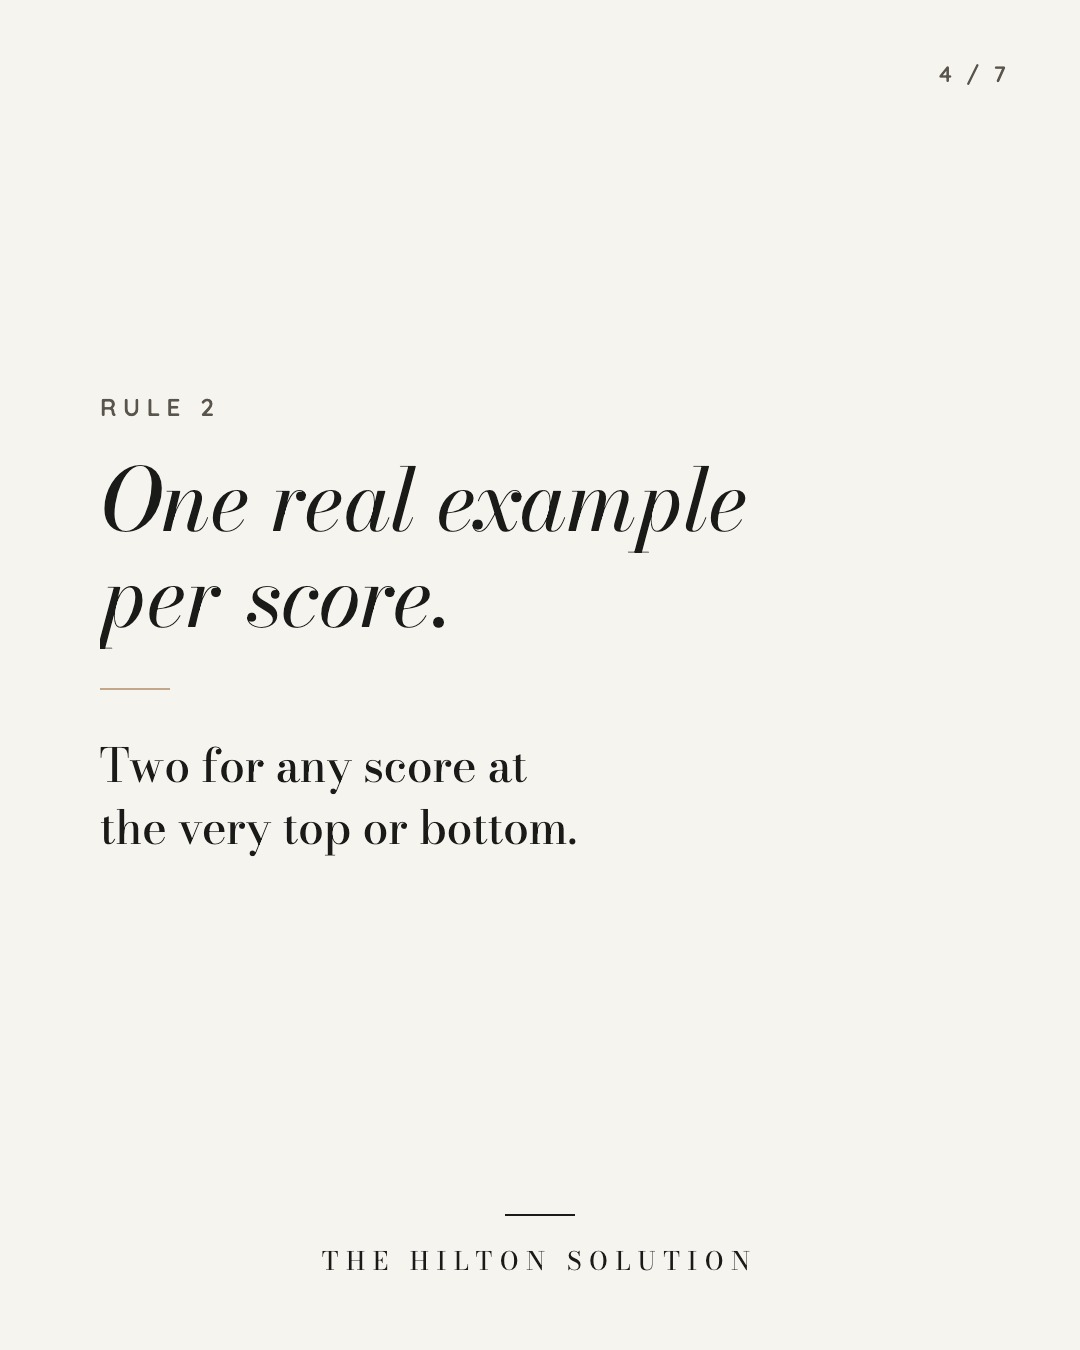 4 / 7
RULE 2
One real example
per score.
Two for any score at
the very top or bottom.
THE HILTON SOLUTION